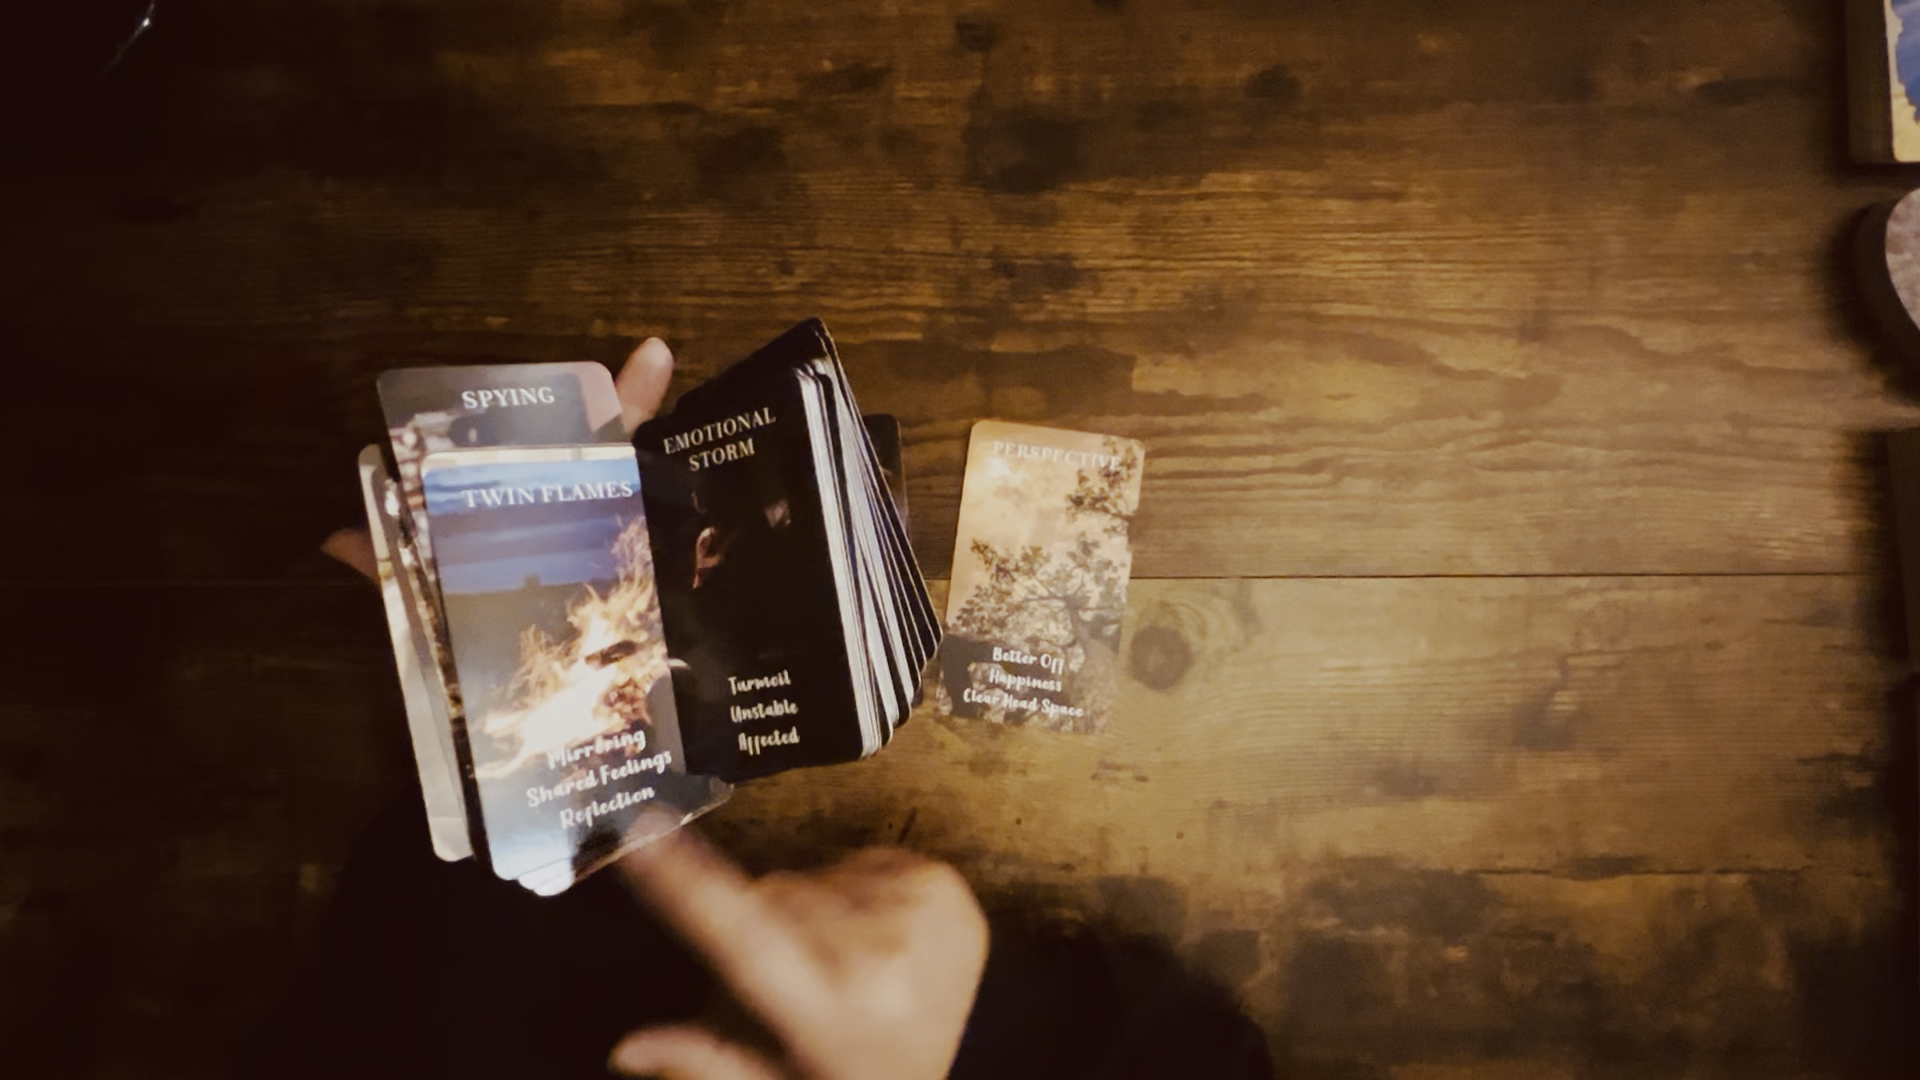 SPYING
TWIN FLAMES
Mirroring
Shared Feelings
Reflection
EMOTIONAL
STORM
Turmoil
Unstable
Affected
PERSPECTIVE
Better Off
Happiness
Clear Head Space